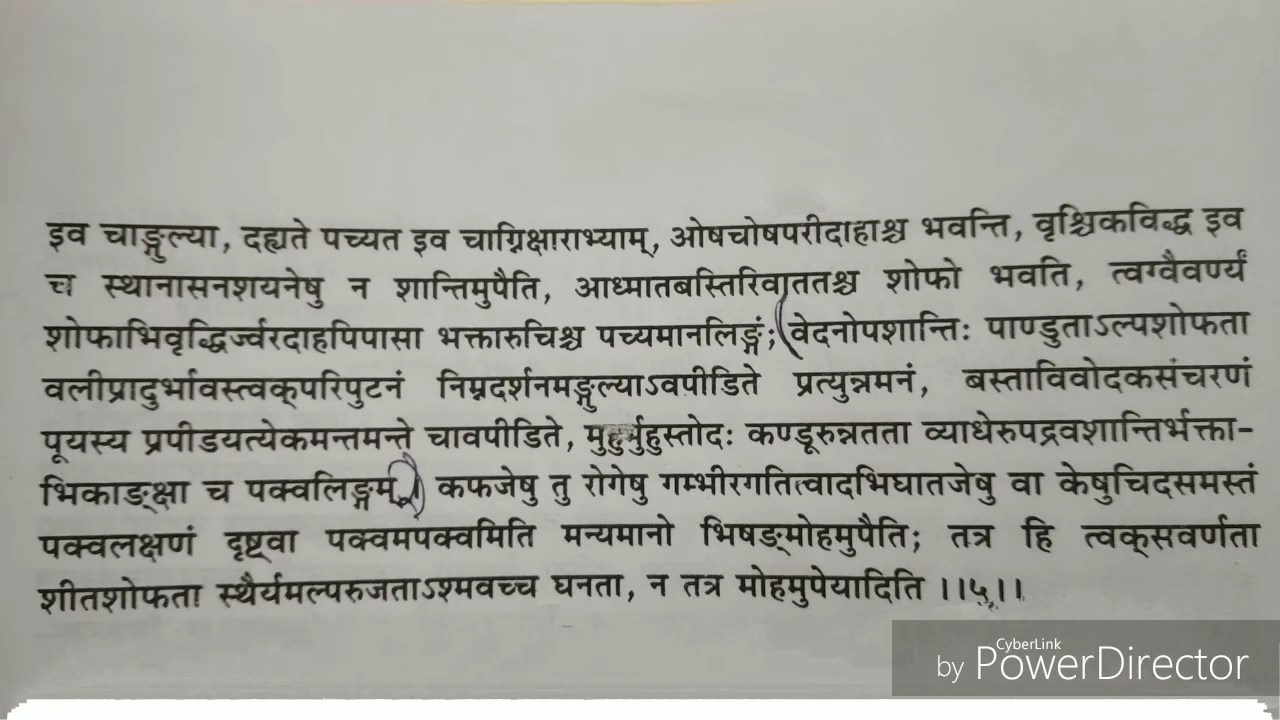 इव चाङ्गुल्या, दह्यते पच्यत इव चाग्निक्षाराभ्याम्, ओषचोषपरीदाहाश्च भवन्ति, वृश्चिकविद्ध इव
च स्थानासनशयनेषु न शान्तिमुपैति, आध्मातबस्तिरिवाततश्च शोफो भवति, त्वग्वैवर्ण्यं
शोफाभिवृद्धिर्ज्वरदाहपिपासा भक्तारुचिश्च पच्यमानलिङ्गं; वेदनोपशान्तिः पाण्डुताऽल्पशोफता
वलीप्रादुर्भावस्त्वक्परिपुटनं निम्नदर्शनमङ्गुल्याऽवपीडिते प्रत्युन्नमनं, बस्ताविवोदकसंचरणं
पूयस्य प्रपीडयत्येकमन्तमन्ते चावपीडिते, मुहुर्मुहुस्तोदः कण्डूरुन्नतता व्याधेरुपद्रवशान्तिर्भक्ता-
भिकाङ्क्षा च पक्वलिङ्गम् । कफजेषु तु रोगेषु गम्भीरगतित्वादभिघातजेषु वा केषुचिदसमस्तं
पक्वलक्षणं दृष्ट्वा पक्वमपक्वमिति मन्यमानो भिषङ्मोहमुपैति; तत्र हि त्वक्सवर्णता
शीतशोफता स्थैर्यमल्परुजताऽश्मवच्च घनता, न तत्र मोहमुपेयादिति ।।५।।
CyberLink
by PowerDirector